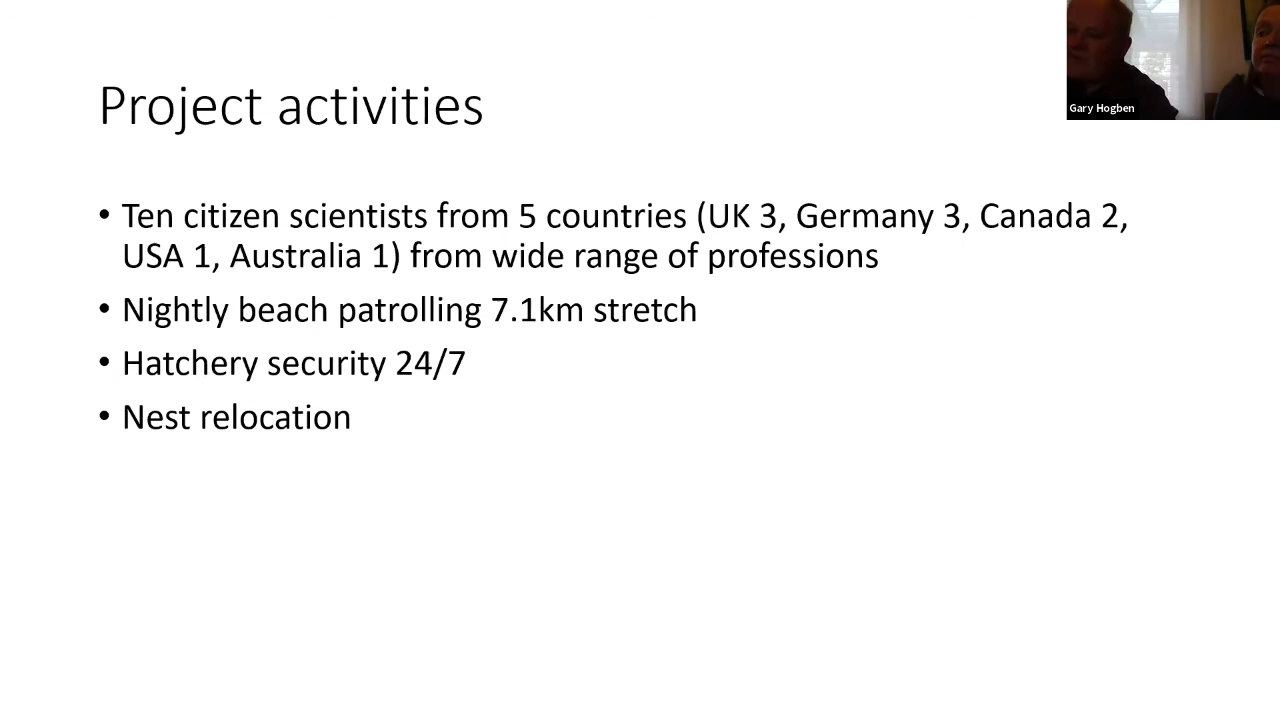 Project activities
• Ten citizen scientists from 5 countries (UK 3, Germany 3, Canada 2,
USA 1, Australia 1) from wide range of professions
• Nightly beach patrolling 7.1km stretch
• Hatchery security 24/7
• Nest relocation
Gary Hogben